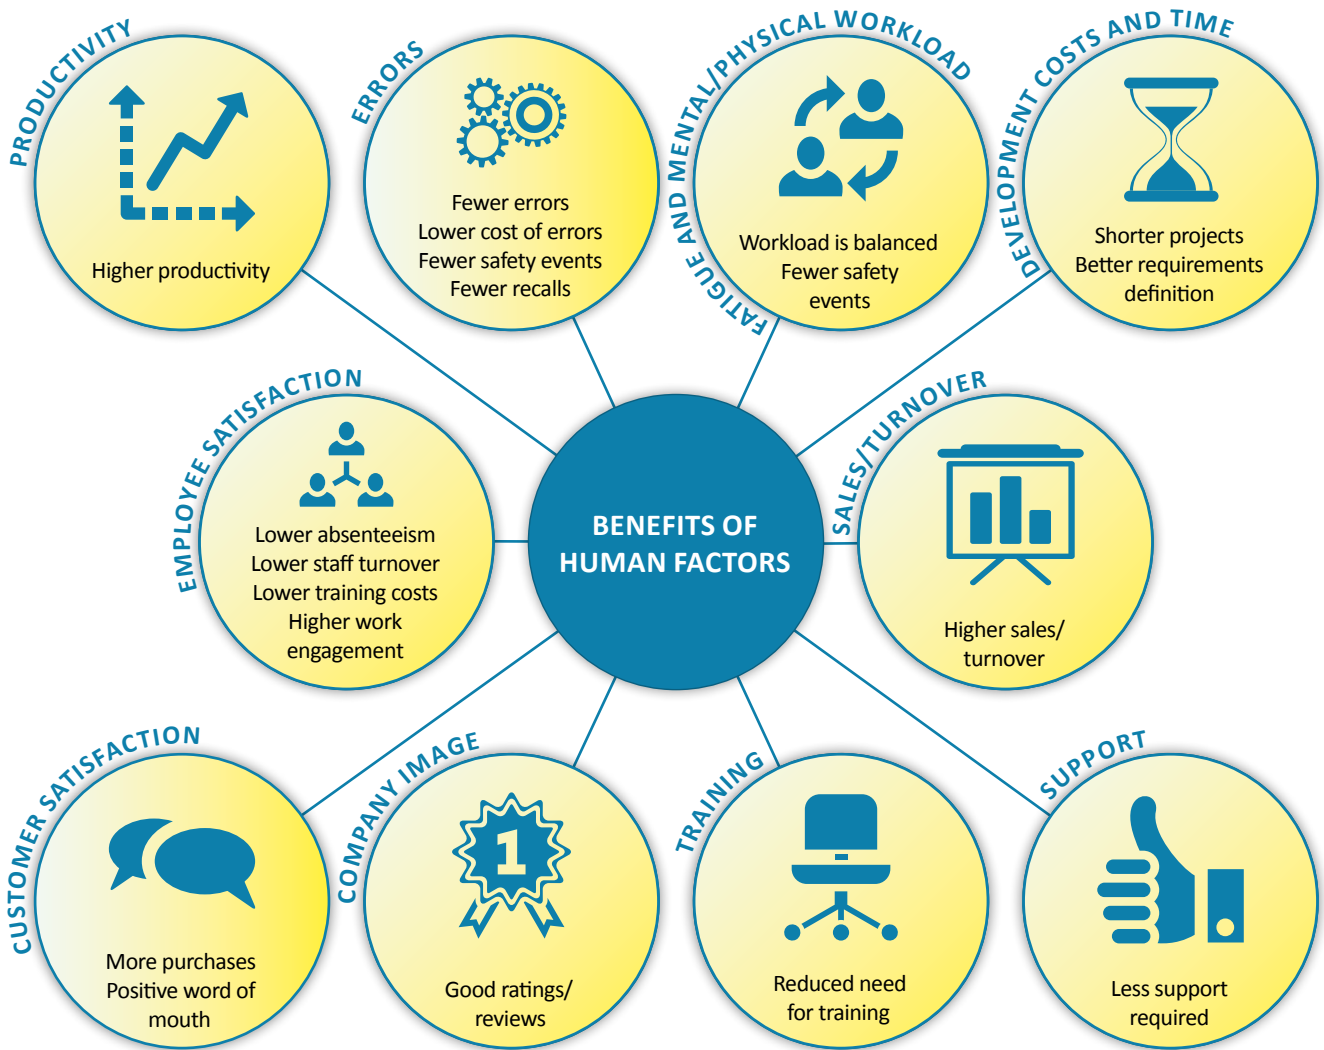 PRODUCTIVITY
Higher productivity
ERRORS
Fewer errors
Lower cost of errors
Fewer safety events
Fewer recalls
FATIGUE AND MENTAL/PHYSICAL WORKLOAD
Workload is balanced
Fewer safety
events
DEVELOPMENT COSTS AND TIME
Shorter projects
Better requirements
definition
EMPLOYEE SATISFACTION
Lower absenteeism
Lower staff turnover
Lower training costs
Higher work
engagement
BENEFITS OF
HUMAN FACTORS
SALES/TURNOVER
Higher sales/
turnover
CUSTOMER SATISFACTION
More purchases
Positive word of
mouth
COMPANY IMAGE
1
Good ratings/
reviews
TRAINING
Reduced need
for training
SUPPORT
Less support
required